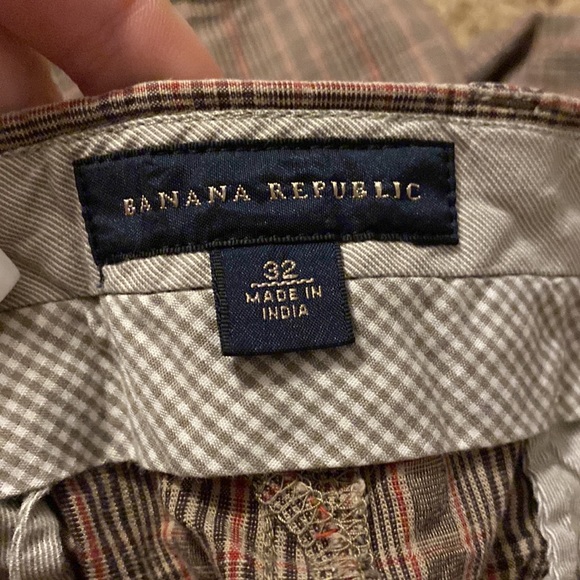 BANANA REPUBLIC
32
MADE IN
INDIA